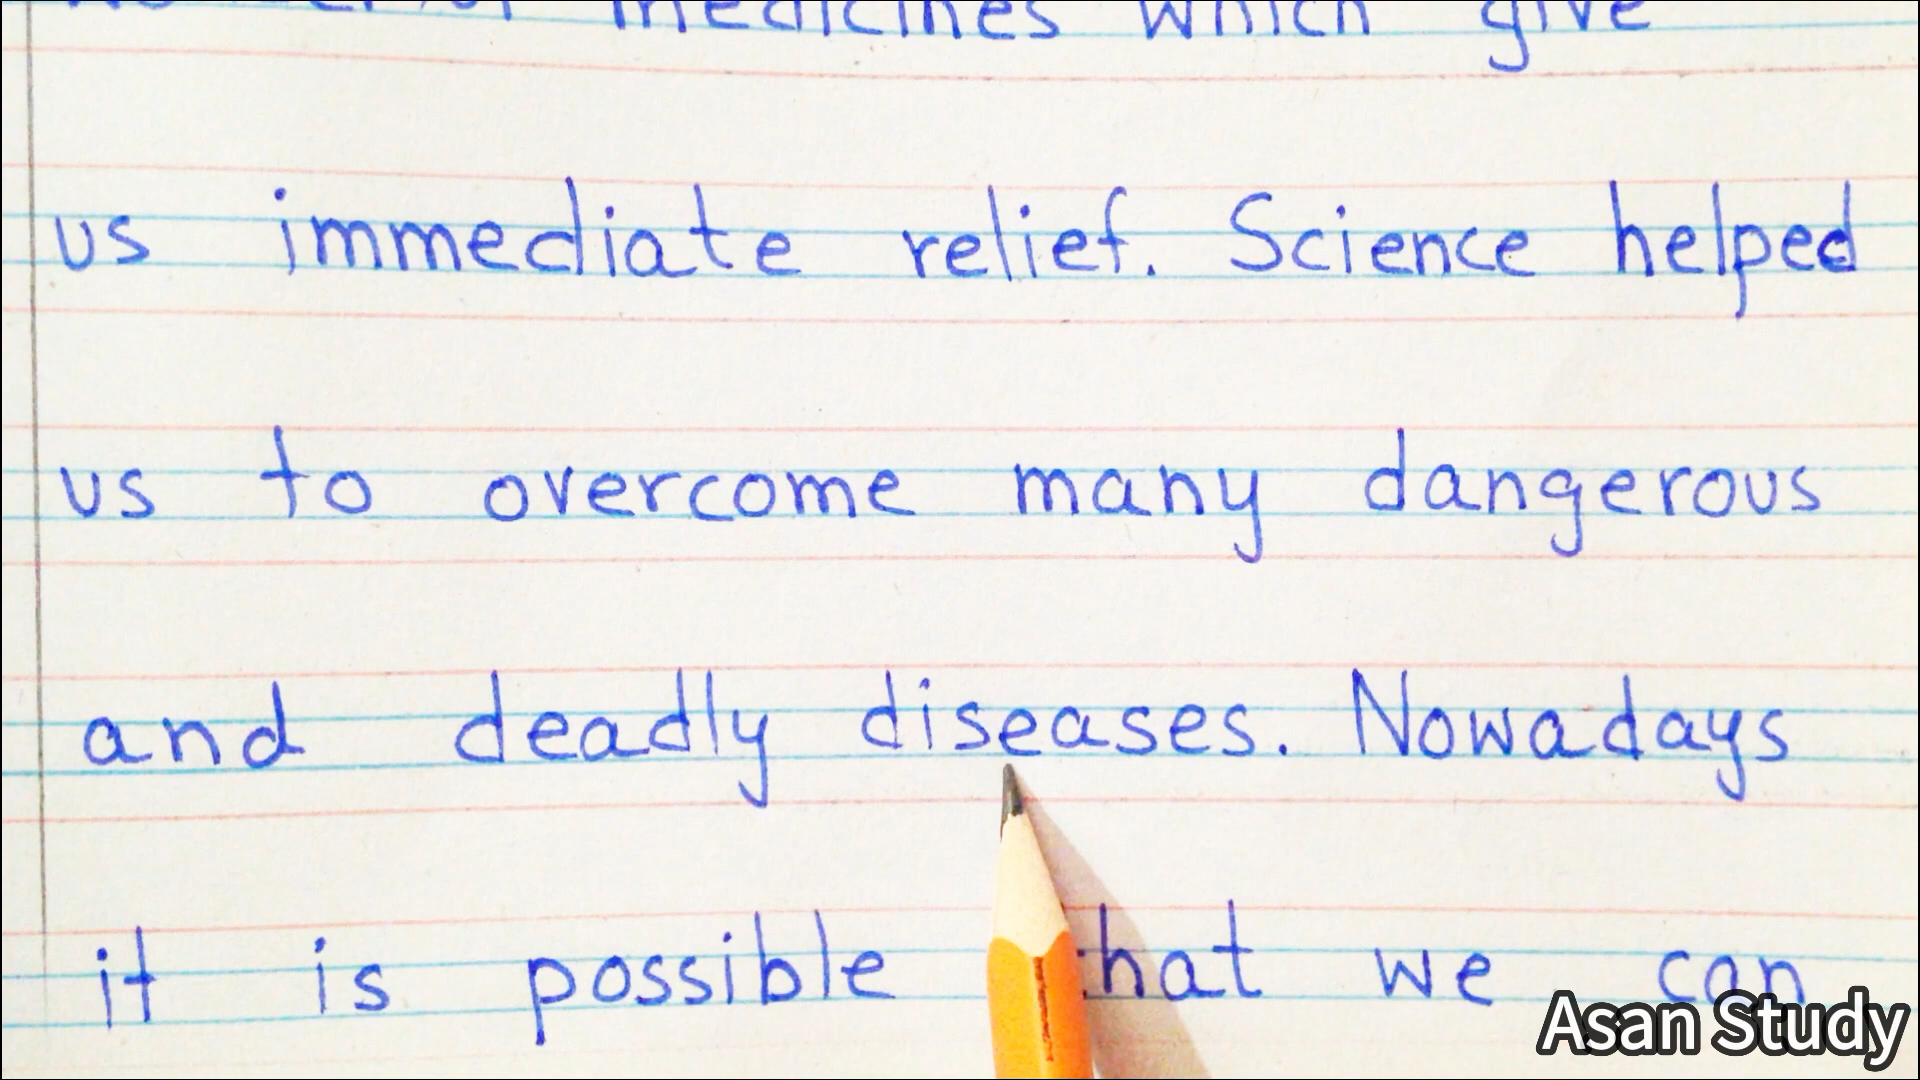 medicines which give
us immediate relief. Science helped
us to overcome many dangerous
and deadly diseases. Nowadays
it is possible that we can
Asan Study